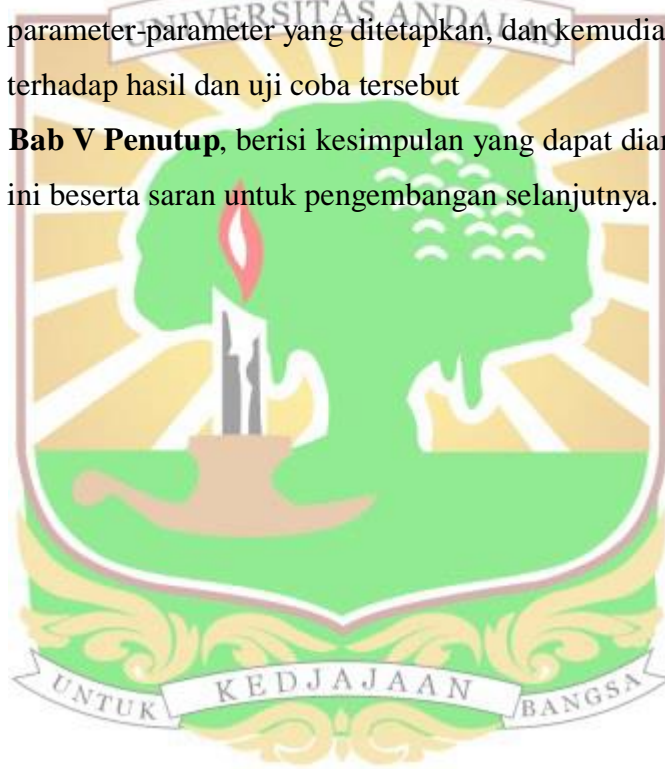 UNIVERSITAS ANDALAS
parameter-parameter yang ditetapkan, dan kemudia
terhadap hasil dan uji coba tersebut
Bab V Penutup, berisi kesimpulan yang dapat diar
ini beserta saran untuk pengembangan selanjutnya.
UNTUK KEDJAJAAN BANGSA